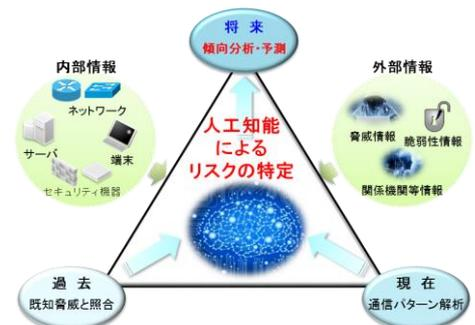 将 来
傾向分析・予測
内部情報
ネットワーク
サーバ
端末
セキュリティ機器
外部情報
脅威情報
脆弱性情報
関係機関等情報
人工知能
による
リスクの特定
過 去
既知脅威と照合
現 在
通信パターン解析